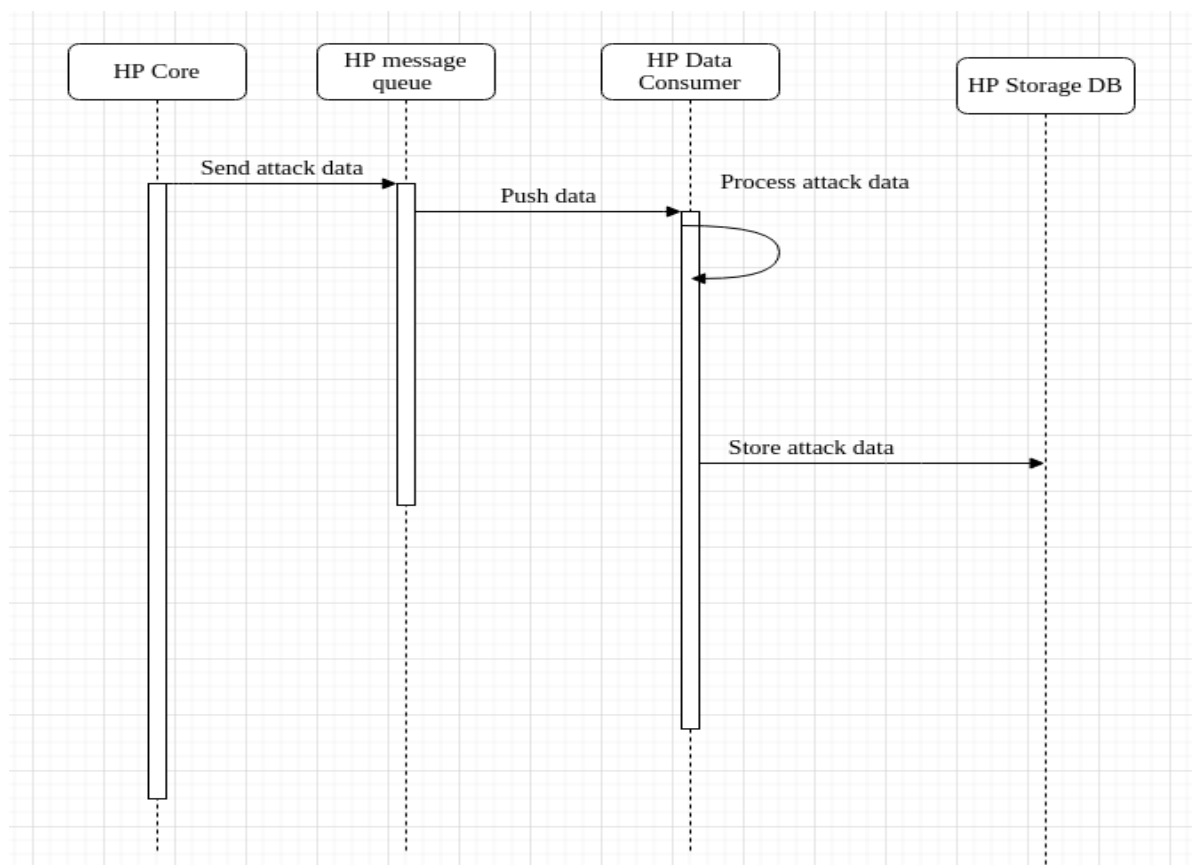 HP Core
HP message
queue
HP Data
Consumer
HP Storage DB
Send attack data
Push data
Process attack data
Store attack data